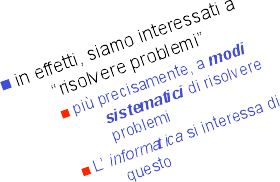 in effetti, siamo interessati a
“risolvere problemi”
più precisamente, a modi
sistematici di risolvere
problemi
L’ informatica si interessa di
questo